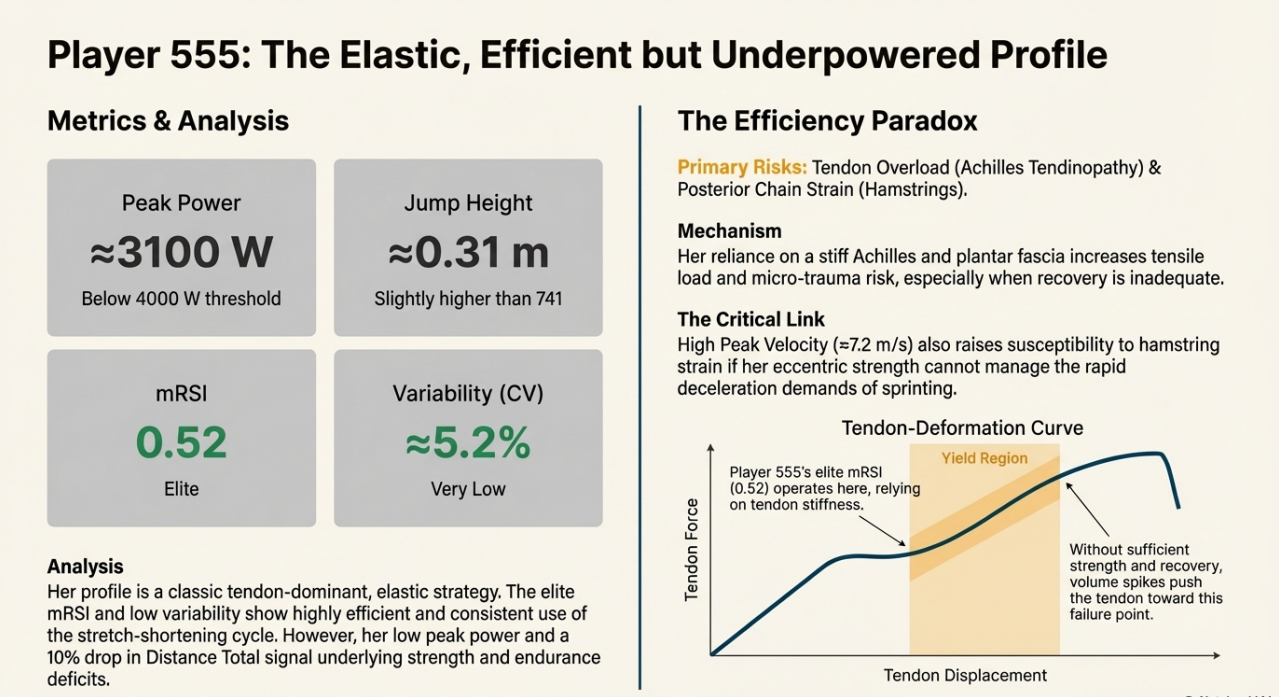 Player 555: The Elastic, Efficient but Underpowered Profile
Metrics & Analysis
Peak Power
≈3100 W
Below 4000 W threshold
Jump Height
≈0.31 m
Slightly higher than 741
mRSI
0.52
Elite
Variability (CV)
≈5.2%
Very Low
Analysis
Her profile is a classic tendon-dominant, elastic strategy. The elite
mRSI and low variability show highly efficient and consistent use of
the stretch-shortening cycle. However, her low peak power and a
10% drop in Distance Total signal underlying strength and endurance
deficits.
The Efficiency Paradox
Primary Risks: Tendon Overload (Achilles Tendinopathy) &
Posterior Chain Strain (Hamstrings).
Mechanism
Her reliance on a stiff Achilles and plantar fascia increases tensile
load and micro-trauma risk, especially when recovery is inadequate.
The Critical Link
High Peak Velocity (≈7.2 m/s) also raises susceptibility to hamstring
strain if her eccentric strength cannot manage the rapid
deceleration demands of sprinting.
Tendon-Deformation Curve
Yield Region
Player 555's elite mRSI
(0.52) operates here, relying
on tendon stiffness.
Tendon Force
Without sufficient
strength and recovery,
volume spikes push
the tendon toward this
failure point.
Tendon Displacement